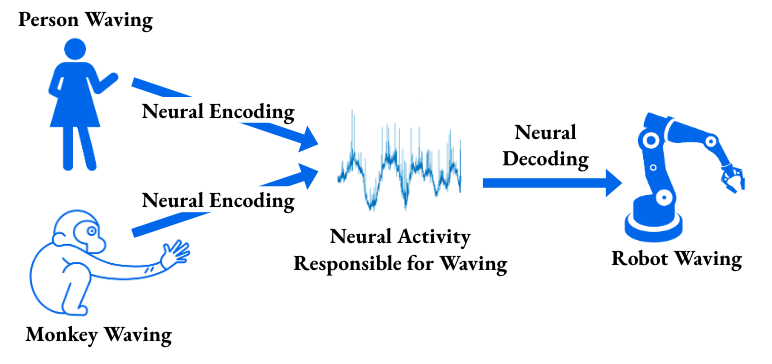 Person Waving
Neural Encoding
Neural
Decoding
Neural Encoding
Neural Activity
Responsible for Waving
Robot Waving
Monkey Waving